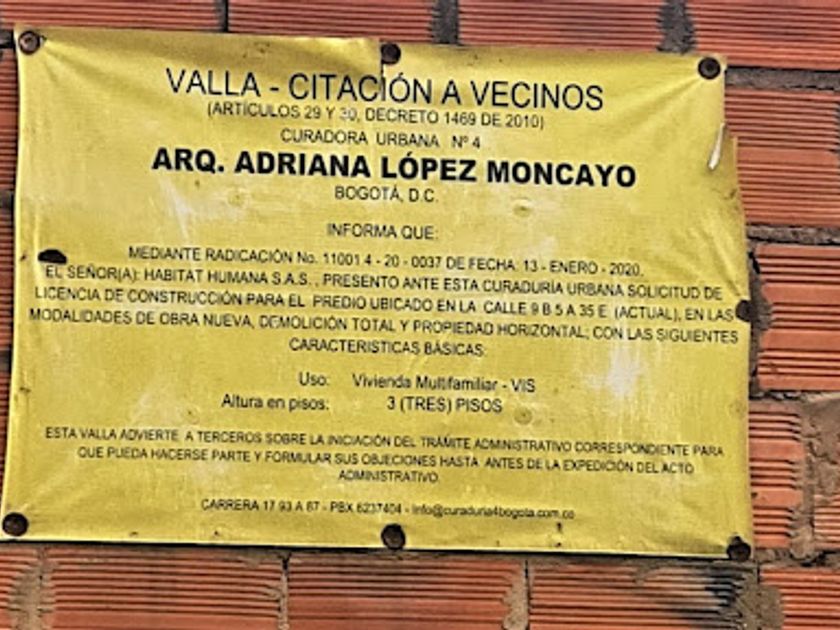 VALLA - CITACIÓN A VECINOS
(ARTÍCULOS 29 Y 30, DECRETO 1469 DE 2010)
CURADORA URBANA Nº 4
ARQ. ADRIANA LÓPEZ MONCAYO
BOGOTÁ, D.C.
INFORMA QUE:
MEDIANTE RADICACIÓN No. 11001 4 - 20 - 0037 DE FECHA: 13 - ENERO - 2020,
EL SEÑOR(A): HABITAT HUMANA S.A.S. , PRESENTO ANTE ESTA CURADURÍA URBANA SOLICITUD DE
LICENCIA DE CONSTRUCCIÓN PARA EL PREDIO UBICADO EN LA CALLE 9 B 5 A 35 E (ACTUAL), EN LAS
MODALIDADES DE OBRA NUEVA, DEMOLICIÓN TOTAL Y PROPIEDAD HORIZONTAL; CON LAS SIGUIENTES
CARACTERISTICAS BÁSICAS:
Uso: Vivienda Multifamiliar - VIS
Altura en pisos: 3 (TRES) PISOS
ESTA VALLA ADVIERTE A TERCEROS SOBRE LA INICIACIÓN DEL TRÁMITE ADMINISTRATIVO CORRESPONDIENTE PARA
QUE PUEDA HACERSE PARTE Y FORMULAR SUS OBJECIONES HASTA ANTES DE LA EXPEDICIÓN DEL ACTO
ADMINISTRATIVO.
CARRERA 17 93 A 87 - PBX 6237404 - Info@curaduria4bogota.com.co